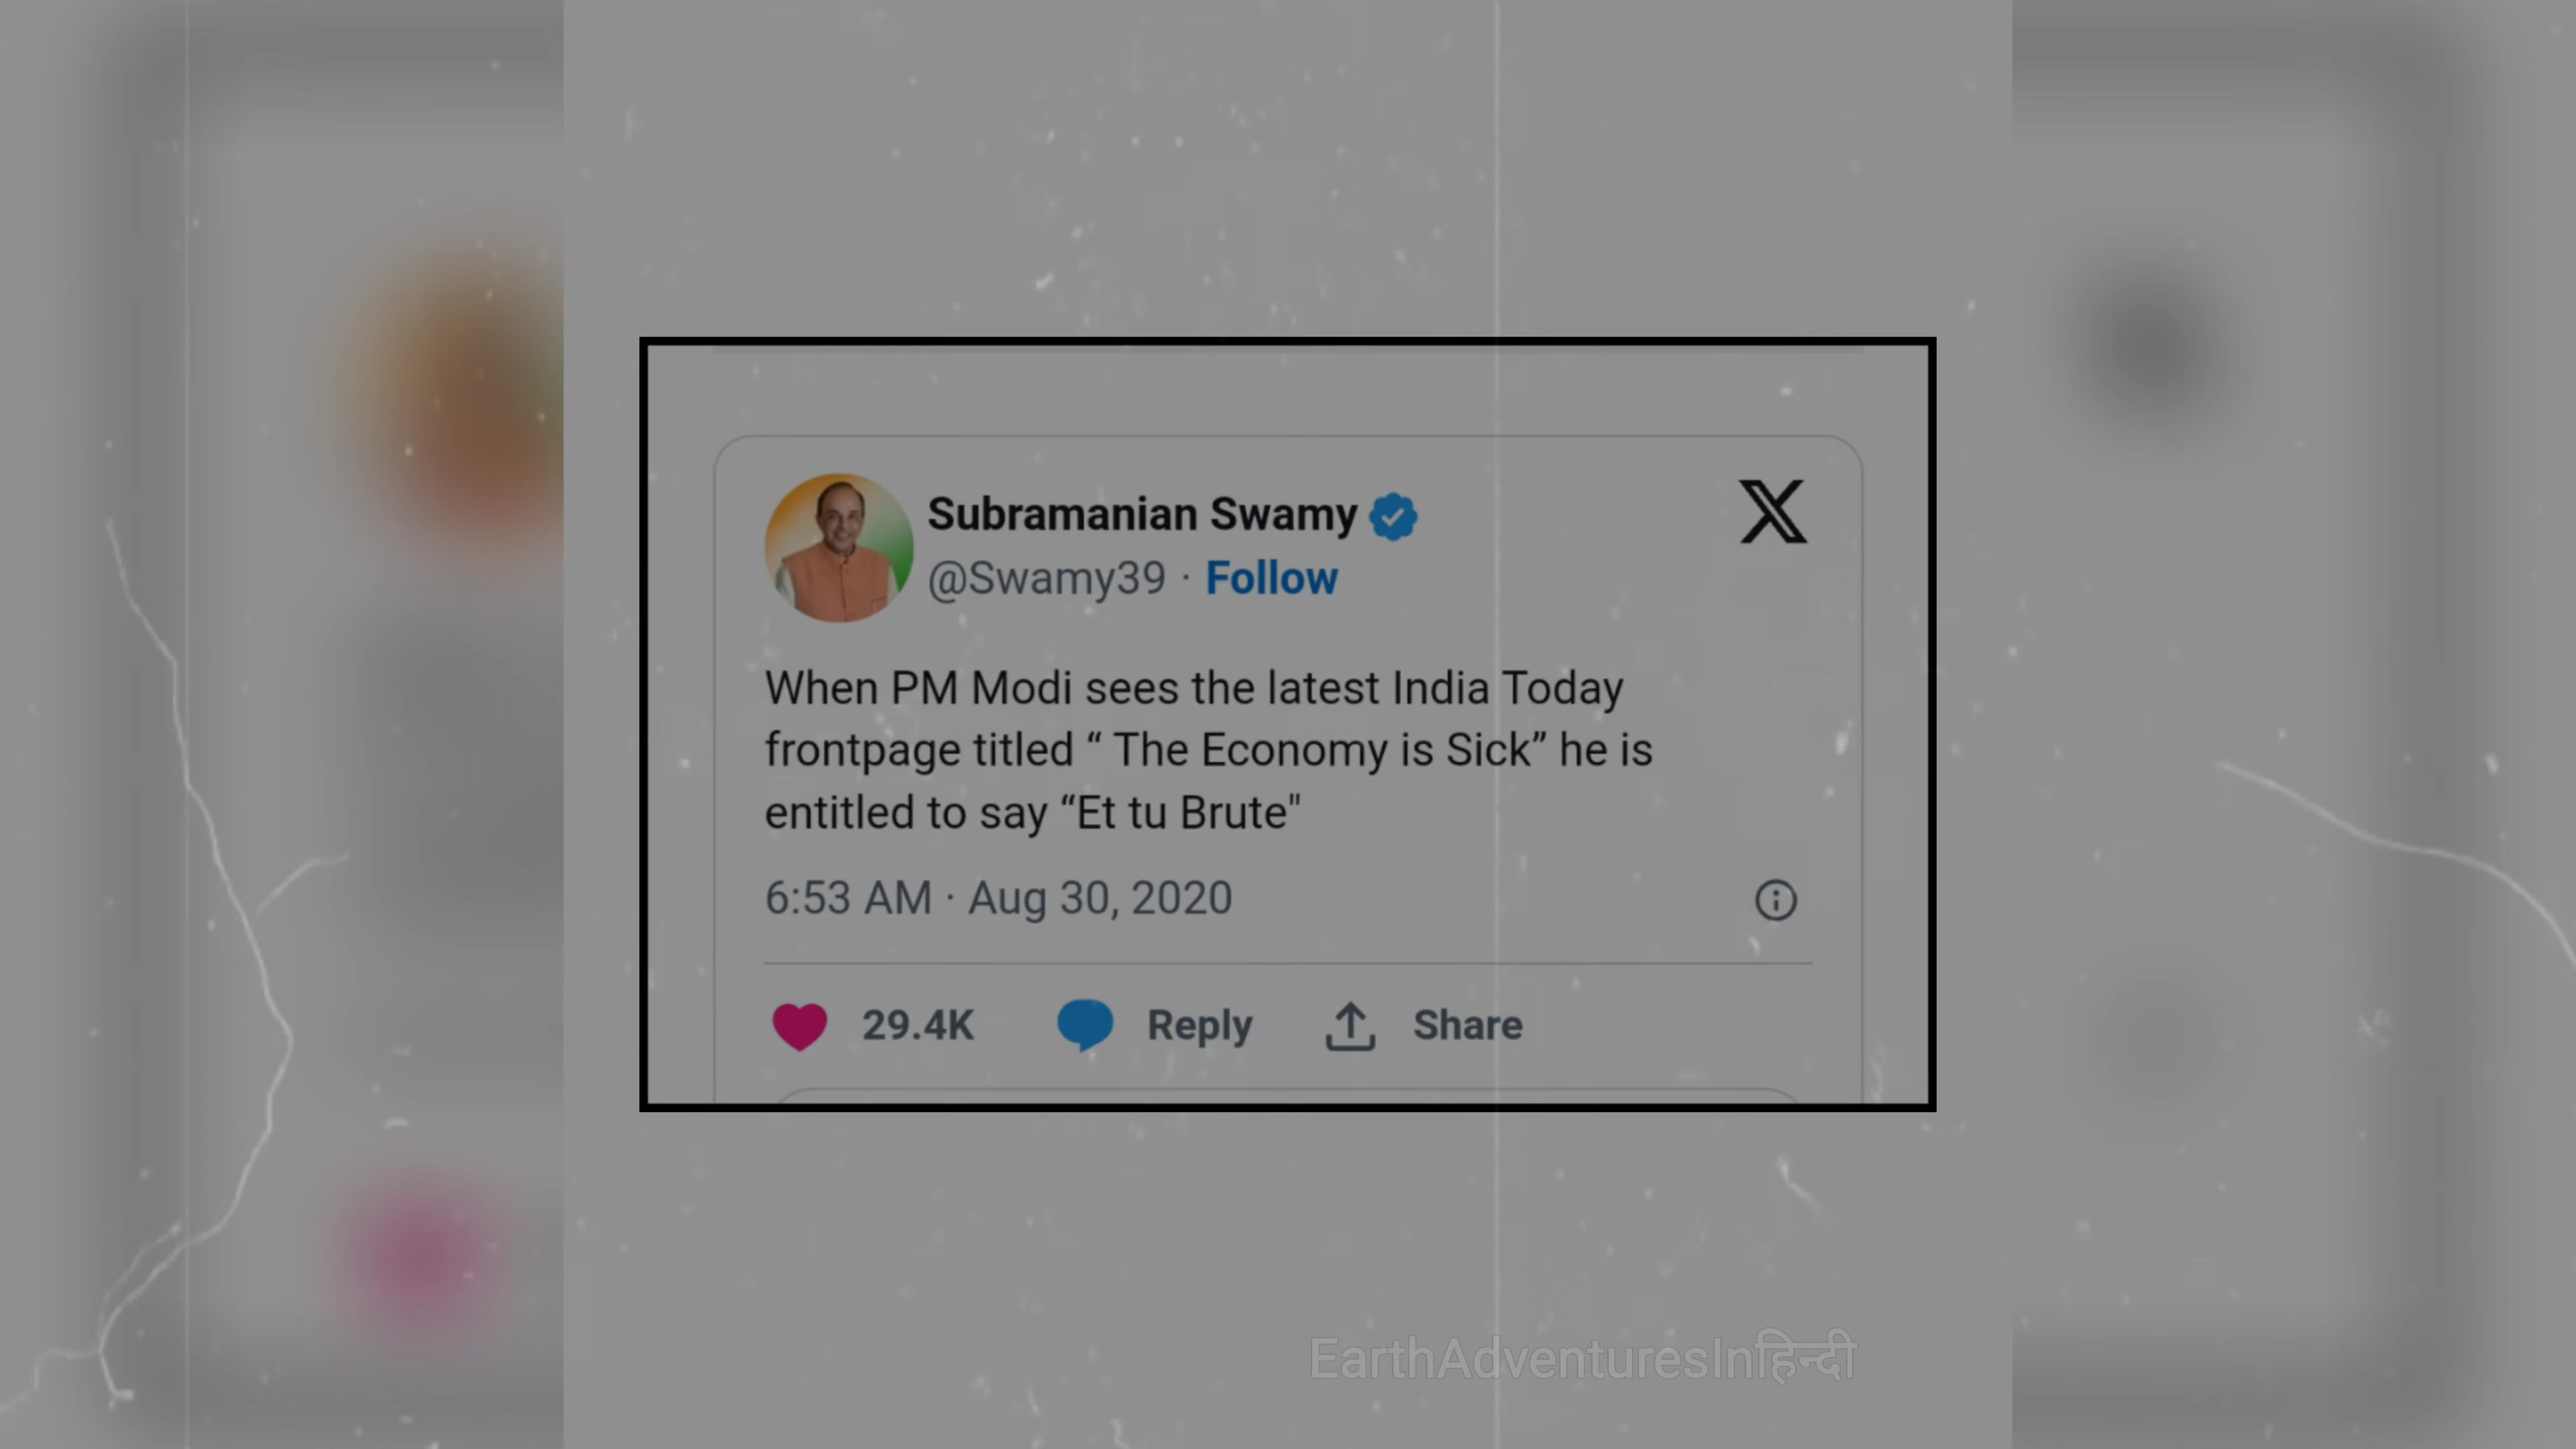 Subramanian Swamy
@Swamy39 · Follow
When PM Modi sees the latest India Today
frontpage titled “ The Economy is Sick” he is
entitled to say “Et tu Brute"
6:53 AM · Aug 30, 2020
29.4K Reply Share
EarthAdventuresInहिन्दी